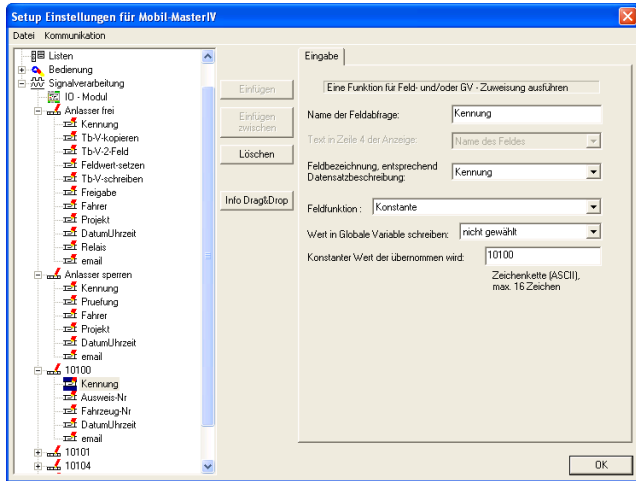 Setup Einstellungen für Mobil-MasterIV
Datei Kommunikation
Listen
Bedienung
Signalverarbeitung
IO - Modul
Anlasser frei
Kennung
Tb-V-kopieren
Tb-V-2-Feld
Feldwert-setzen
Tb-V-schreiben
Freigabe
Fahrer
Projekt
DatumUhrzeit
Relais
email
Anlasser sperren
Kennung
Pruefung
Fahrer
Projekt
DatumUhrzeit
email
10100
Kennung
Ausweis-Nr
Fahrzeug-Nr
DatumUhrzeit
email
10101
10104
Einfügen
Einfügen
zwischen
Löschen
Info Drag&Drop
Eingabe
Eine Funktion für Feld- und/oder GV - Zuweisung ausführen
Name der Feldabfrage: Kennung
Text in Zeile 4 der Anzeige: Name des Feldes
Feldbezeichnung, entsprechend
Datensatzbeschreibung: Kennung
Feldfunktion : Konstante
Wert in Globale Variable schreiben: nicht gewählt
Konstanter Wert der übernommen wird: 10100
Zeichenkette (ASCII),
max. 16 Zeichen
OK